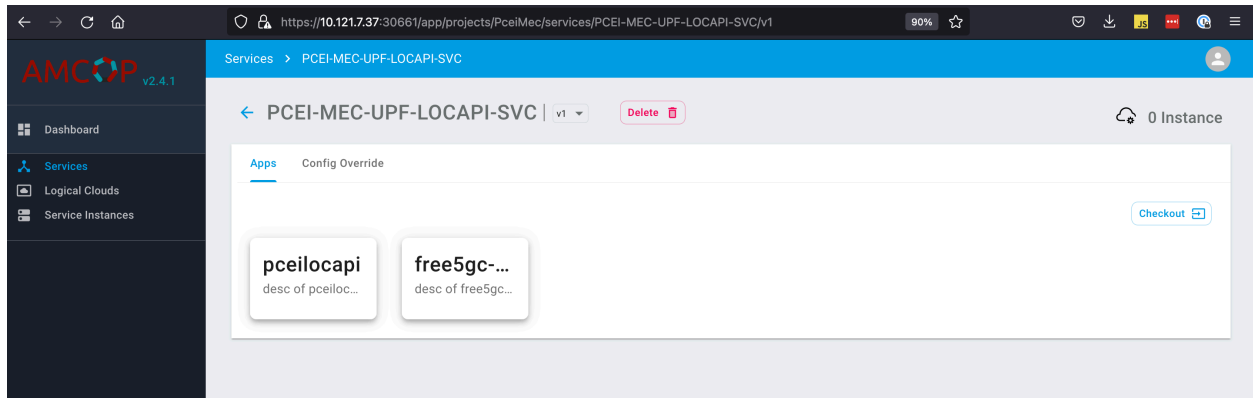 https://10.121.7.37:30661/app/projects/PceiMec/services/PCEI-MEC-UPF-LOCAPI-SVC/v1 90% JS
AMCOP v2.4.1
Services > PCEI-MEC-UPF-LOCAPI-SVC
PCEI-MEC-UPF-LOCAPI-SVC | v1 Delete 0 Instance
Dashboard
Services
Logical Clouds
Service Instances
Apps Config Override
Checkout
pceilocapi
desc of pceiloc...
free5gc-...
desc of free5gc...